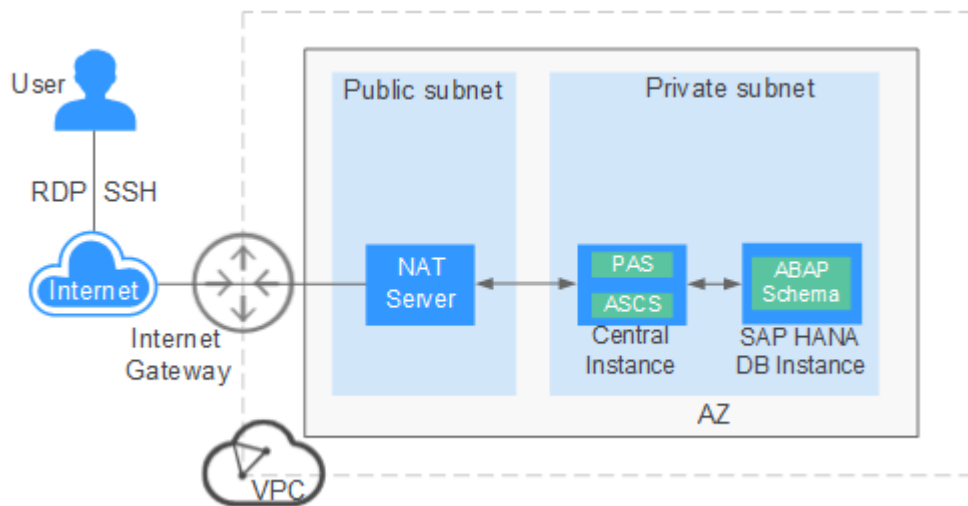 User
RDP
SSH
Internet
Internet
Gateway
VPC
Public subnet
NAT
Server
Private subnet
PAS
ASCS
Central
Instance
ABAP
Schema
SAP HANA
DB Instance
AZ